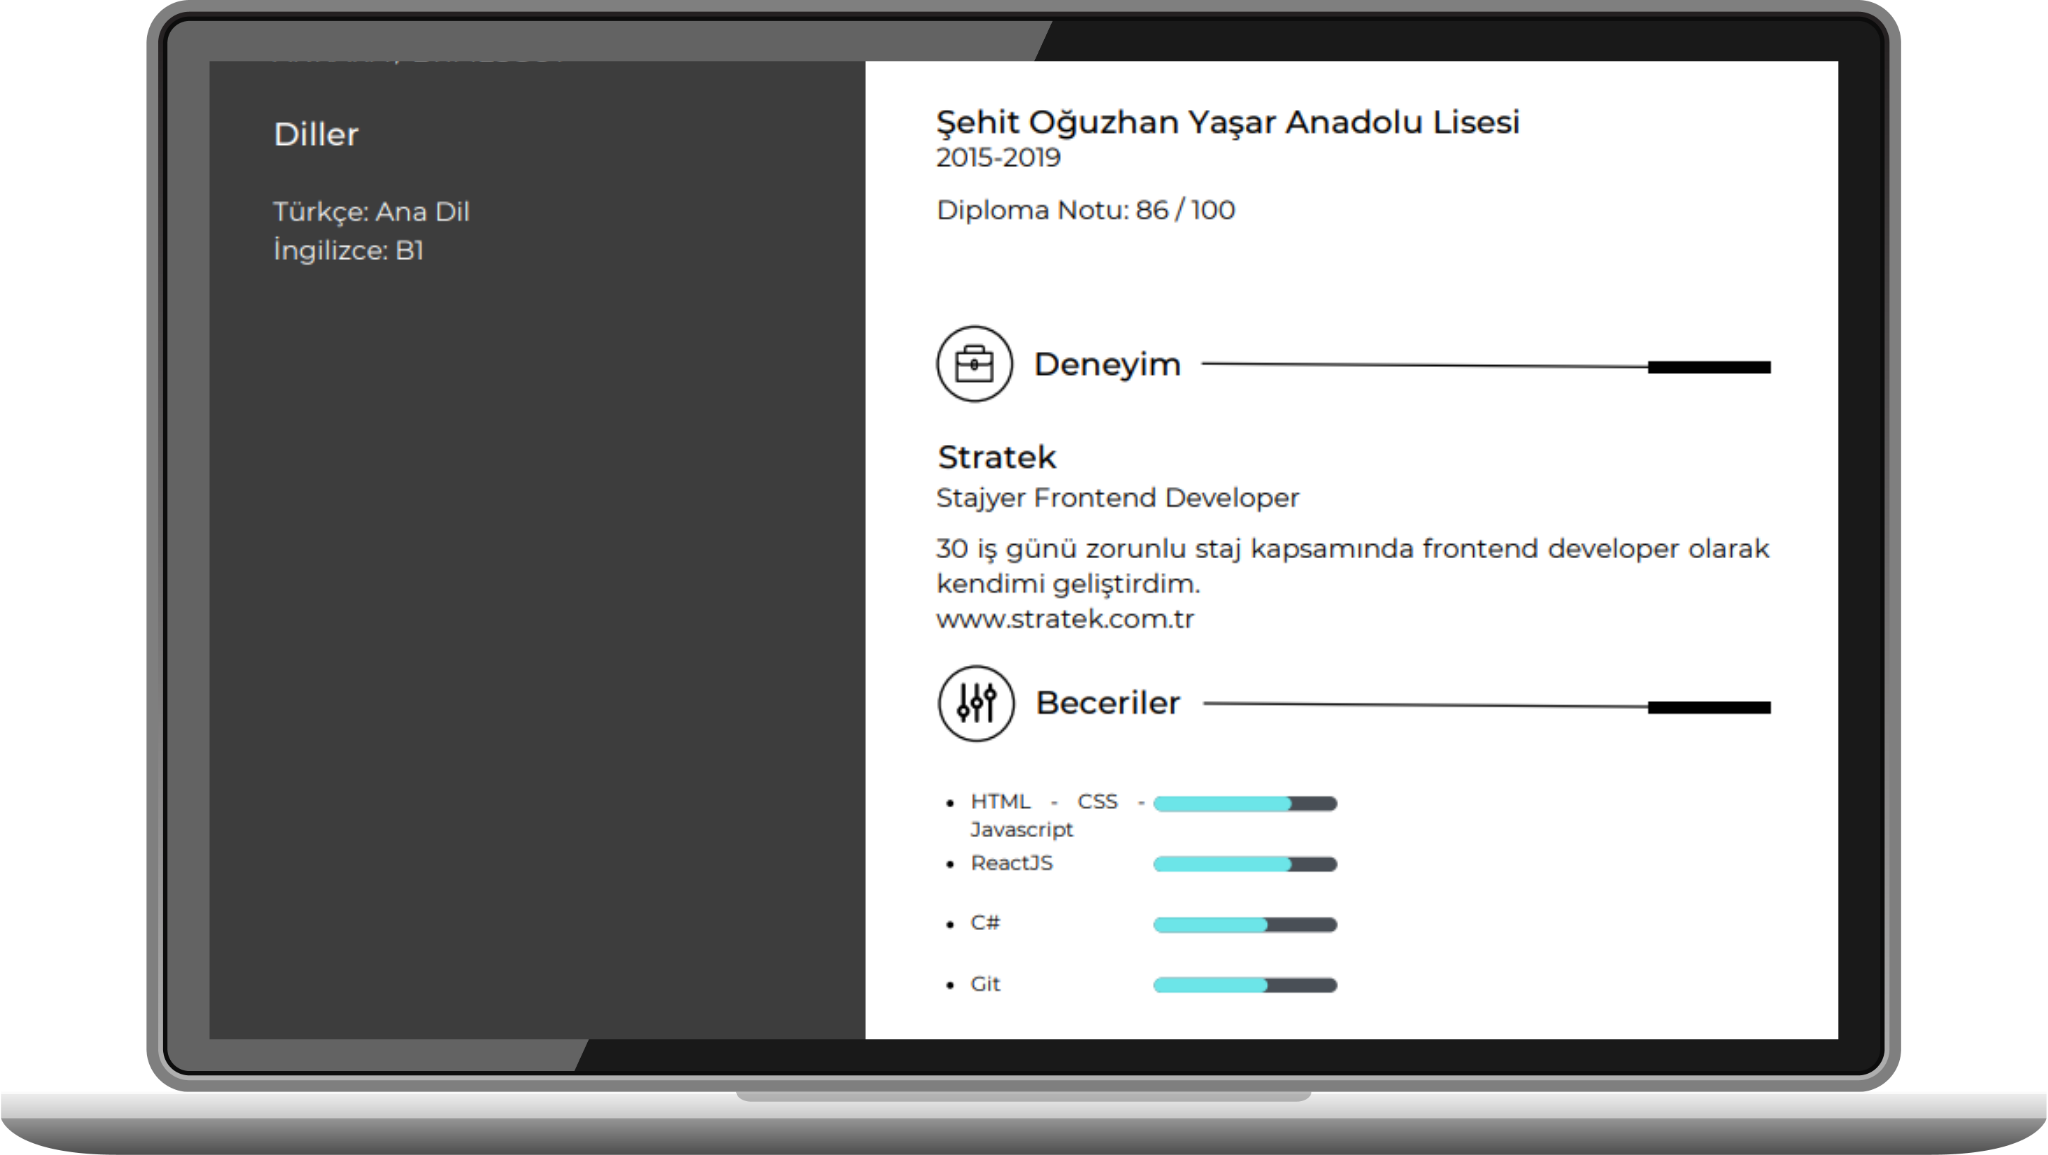 Diller
Türkçe: Ana Dil
İngilizce: B1
Şehit Oğuzhan Yaşar Anadolu Lisesi
2015-2019
Diploma Notu: 86 / 100
Deneyim
Stratek
Stajyer Frontend Developer
30 iş günü zorunlu staj kapsamında frontend developer olarak
kendimi geliştirdim.
www.stratek.com.tr
Beceriler
• HTML - CSS -
Javascript
• ReactJS
• C#
• Git